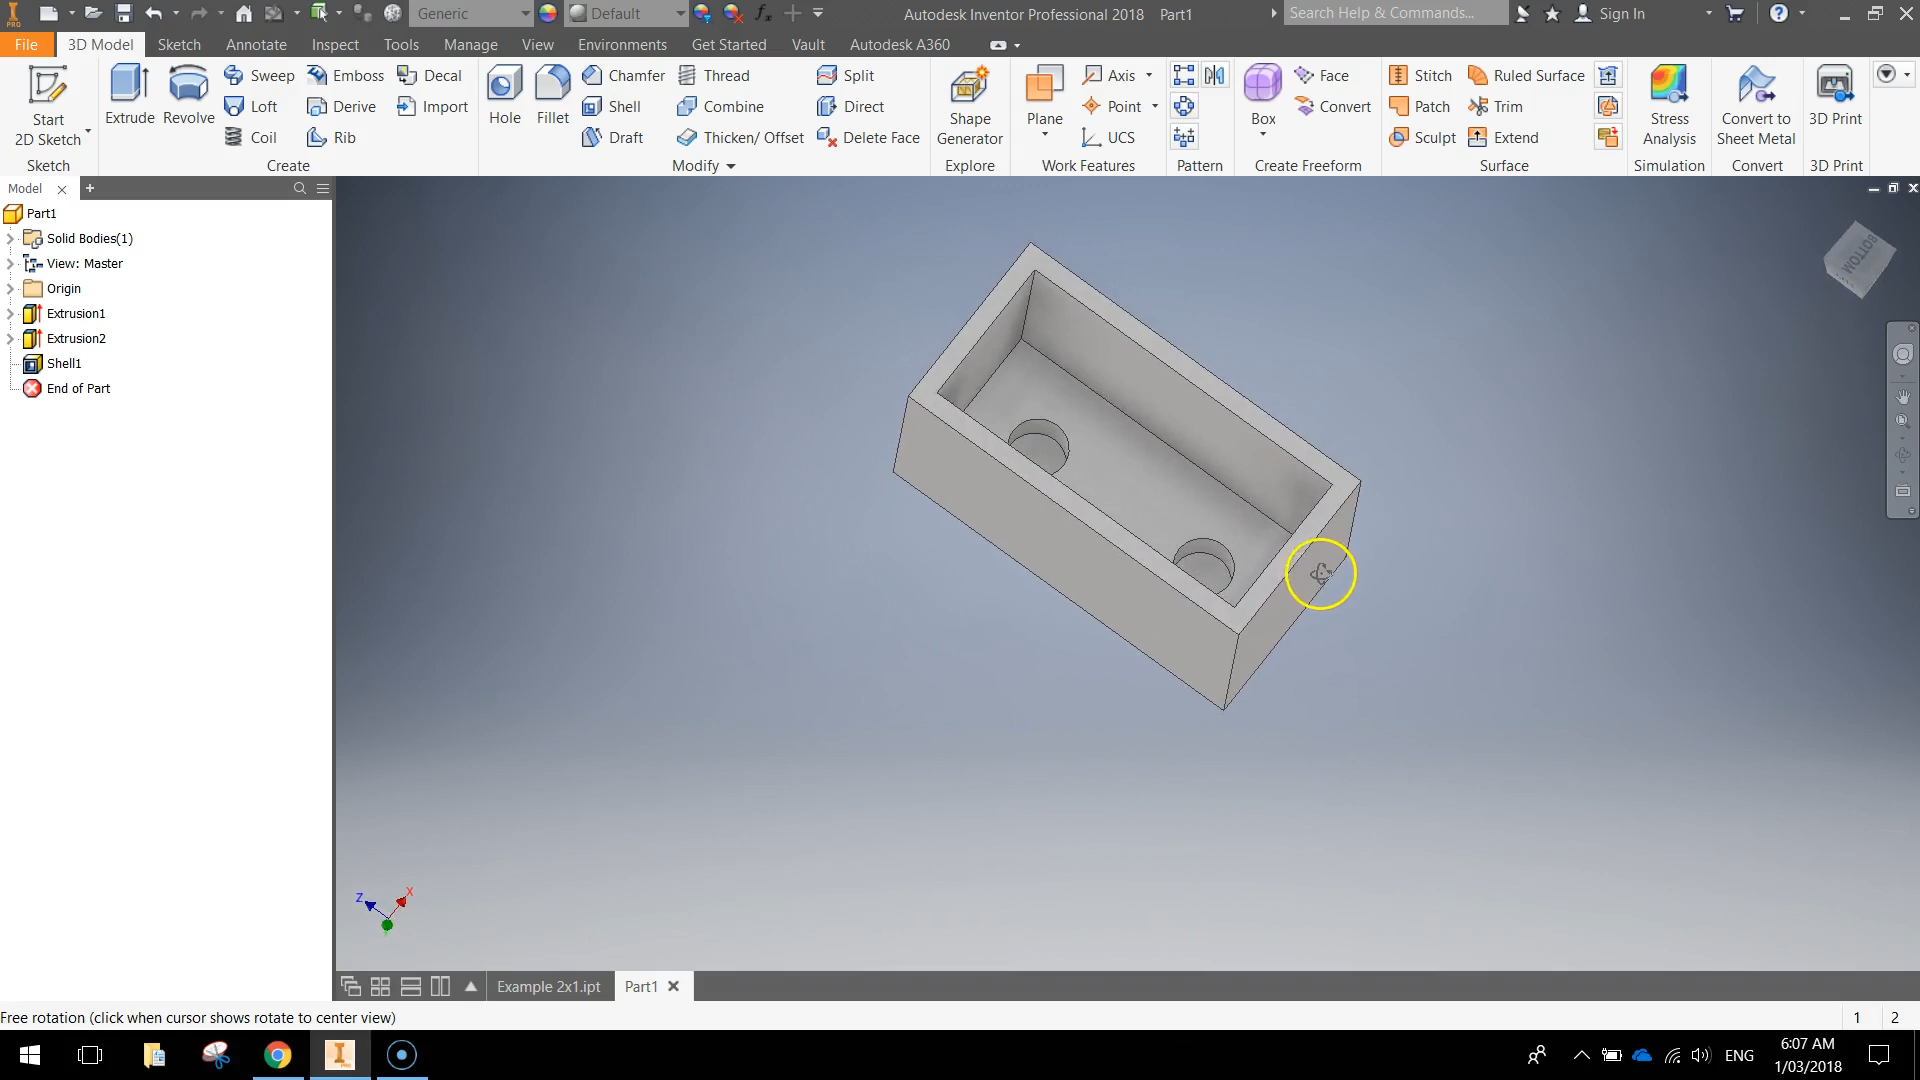 PRO
Generic
Default
Autodesk Inventor Professional 2018 Part1
Search Help & Commands...
Sign In
File
3D Model
Sketch
Annotate
Inspect
Tools
Manage
View
Environments
Get Started
Vault
Autodesk A360
Start
2D Sketch
Sketch
Extrude
Revolve
Sweep
Loft
Coil
Emboss
Derive
Rib
Decal
Import
Create
Hole
Fillet
Chamfer
Shell
Draft
Thread
Combine
Thicken/ Offset
Split
Direct
Delete Face
Modify
Shape
Generator
Explore
Plane
Axis
Point
UCS
Work Features
Pattern
Box
Face
Convert
Create Freeform
Stitch
Patch
Sculpt
Ruled Surface
Trim
Extend
Surface
Stress
Analysis
Simulation
Convert to
Sheet Metal
Convert
3D Print
3D Print
Model
Part1
Solid Bodies(1)
View: Master
Origin
Extrusion1
Extrusion2
Shell1
End of Part
BOTTOM
Z
X
Example 2x1.ipt
Part1
Free rotation (click when cursor shows rotate to center view)
1
2
ENG
6:07 AM
1/03/2018